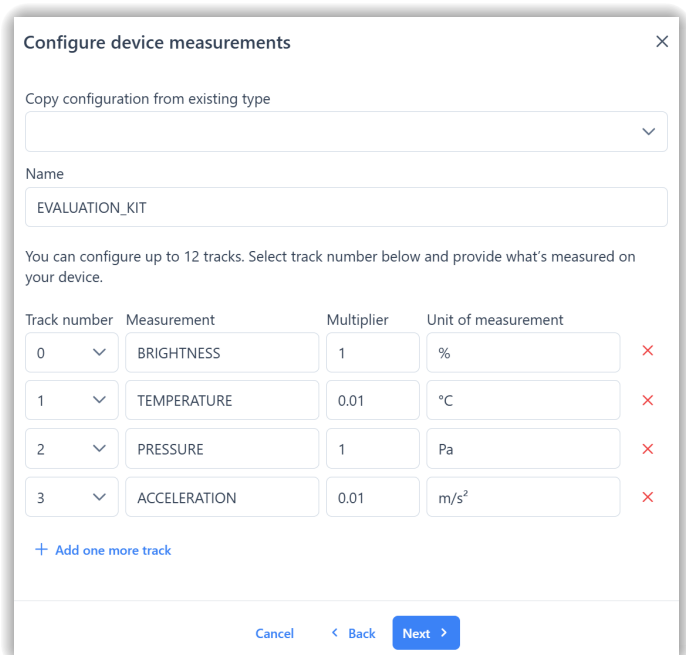 Configure device measurements
Copy configuration from existing type
Name
EVALUATION_KIT
You can configure up to 12 tracks. Select track number below and provide what's measured on
your device.
Track number Measurement Multiplier Unit of measurement
0 BRIGHTNESS 1 %
1 TEMPERATURE 0.01 °C
2 PRESSURE 1 Pa
3 ACCELERATION 0.01 m/s²
+ Add one more track
Cancel < Back Next >